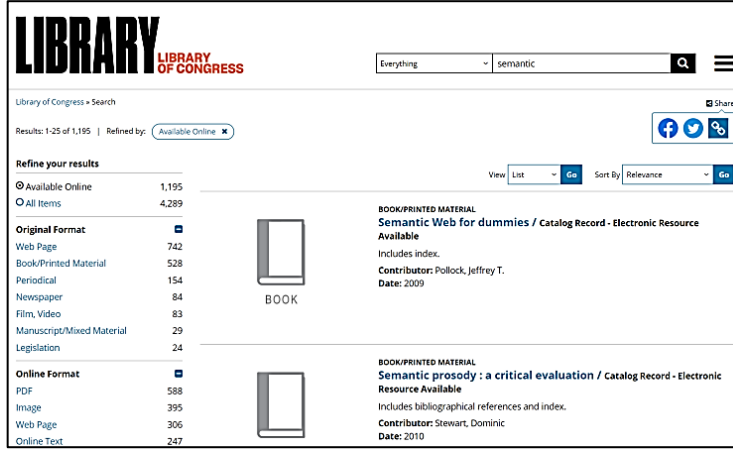 LIBRARY
LIBRARY
OF CONGRESS
Everything
semantic
Library of Congress » Search
Share
Results: 1-25 of 1,195 | Refined by: Available Online ×
Refine your results
View List Go Sort By Relevance Go
Available Online 1,195
All Items 4,289
Original Format
Web Page 742
Book/Printed Material 528
Periodical 154
Newspaper 84
Film, Video 83
Manuscript/Mixed Material 29
Legislation 24
Online Format
PDF 588
Image 395
Web Page 306
Online Text 247
BOOK
BOOK/PRINTED MATERIAL
Semantic Web for dummies / Catalog Record - Electronic Resource
Available
Includes index.
Contributor: Pollock, Jeffrey T.
Date: 2009
BOOK/PRINTED MATERIAL
Semantic prosody : a critical evaluation / Catalog Record - Electronic
Resource Available
Includes bibliographical references and index.
Contributor: Stewart, Dominic
Date: 2010